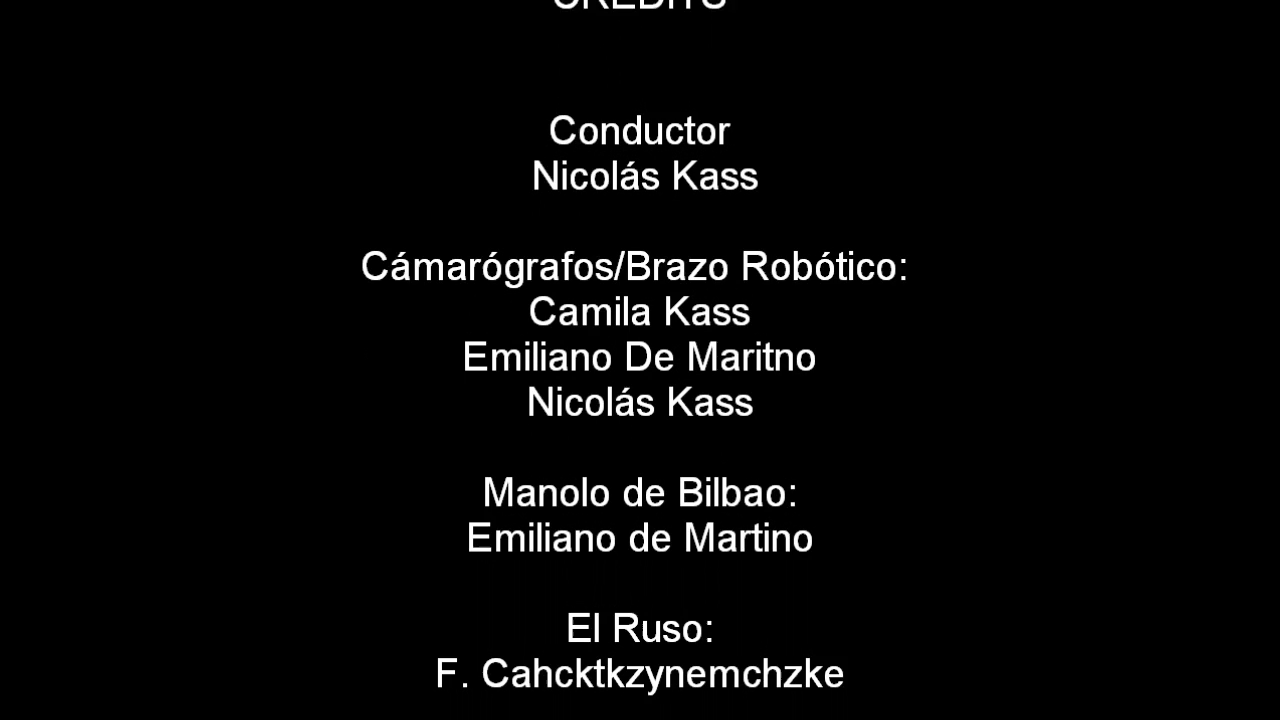 CREDITS
Conductor
Nicolás Kass
Cámarógrafos/Brazo Robótico:
Camila Kass
Emiliano De Maritno
Nicolás Kass
Manolo de Bilbao:
Emiliano de Martino
El Ruso:
F. Cahcktkzynemchzke